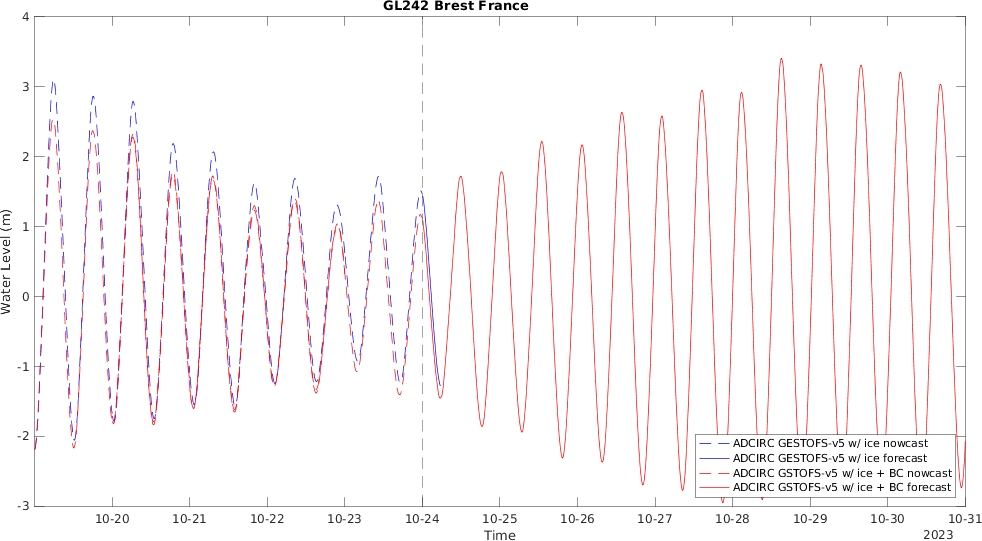 GL242 Brest France
4
3
2
1
0
-1
-2
-3
Water Level (m)
ADCIRC GESTOFS-v5 w/ ice nowcast
ADCIRC GESTOFS-v5 w/ ice forecast
ADCIRC GSTOFS-v5 w/ ice + BC nowcast
ADCIRC GSTOFS-v5 w/ ice + BC forecast
10-20 10-21 10-22 10-23 10-24 10-25 10-26 10-27 10-28 10-29 10-30 10-31
Time
2023